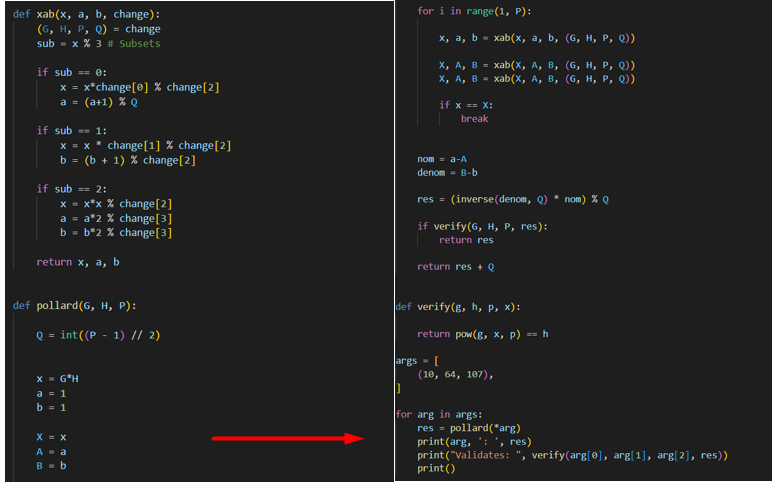 def xab(x, a, b, change):
    (G, H, P, Q) = change
    sub = x % 3 # Subsets

    if sub == 0:
        x = x*change[0] % change[2]
        a = (a+1) % Q

    if sub == 1:
        x = x * change[1] % change[2]
        b = (b + 1) % change[2]

    if sub == 2:
        x = x*x % change[2]
        a = a*2 % change[3]
        b = b*2 % change[3]

    return x, a, b


def pollard(G, H, P):

    Q = int((P - 1) // 2)


    x = G*H
    a = 1
    b = 1

    X = x
    A = a
    B = b

    for i in range(1, P):

        x, a, b = xab(x, a, b, (G, H, P, Q))

        X, A, B = xab(X, A, B, (G, H, P, Q))
        X, A, B = xab(X, A, B, (G, H, P, Q))

        if x == X:
            break


    nom = a-A
    denom = B-b

    res = (inverse(denom, Q) * nom) % Q

    if verify(G, H, P, res):
        return res

    return res + Q


def verify(g, h, p, x):

    return pow(g, x, p) == h

args = [
    (10, 64, 107),
]

for arg in args:
    res = pollard(*arg)
    print(arg, ': ', res)
    print("Validates: ", verify(arg[0], arg[1], arg[2], res))
    print()